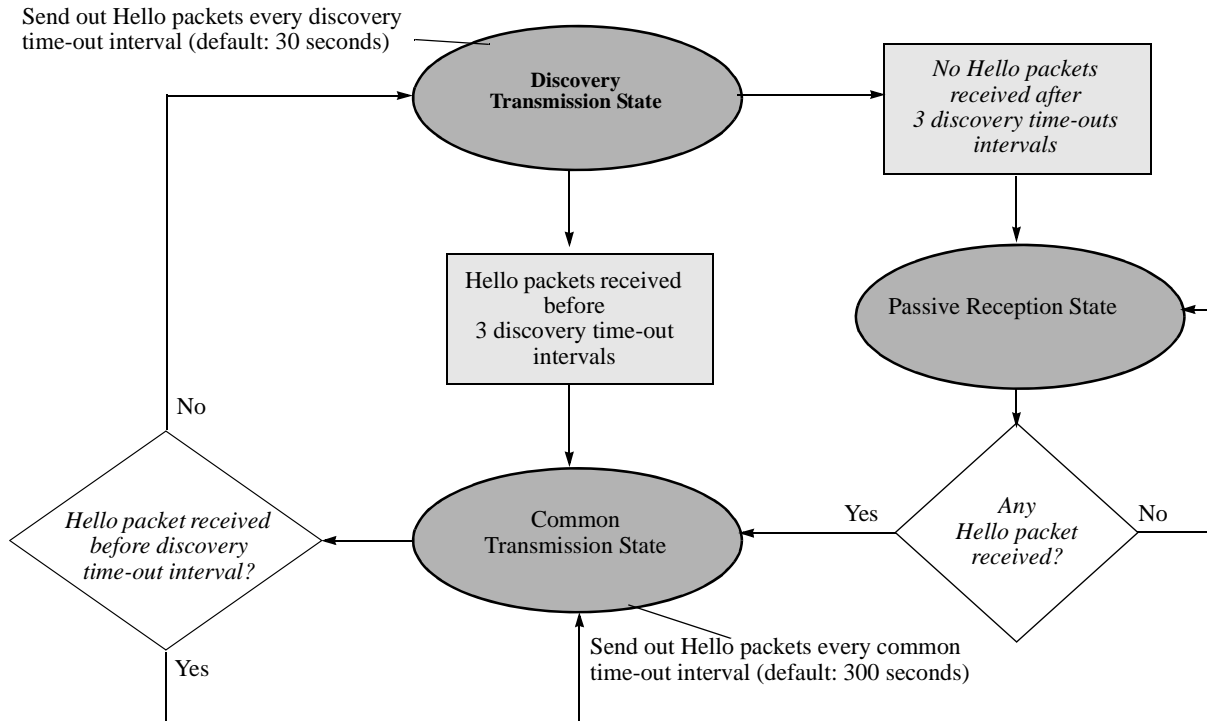 Send out Hello packets every discovery
time-out interval (default: 30 seconds)
Discovery
Transmission State
No Hello packets
received after
3 discovery time-outs
intervals
Hello packets received
before
3 discovery time-out
intervals
Passive Reception State
No
Hello packet received
before discovery
time-out interval?
Yes
Common
Transmission State
Yes
Any
Hello packet
received?
No
Send out Hello packets every common
time-out interval (default: 300 seconds)